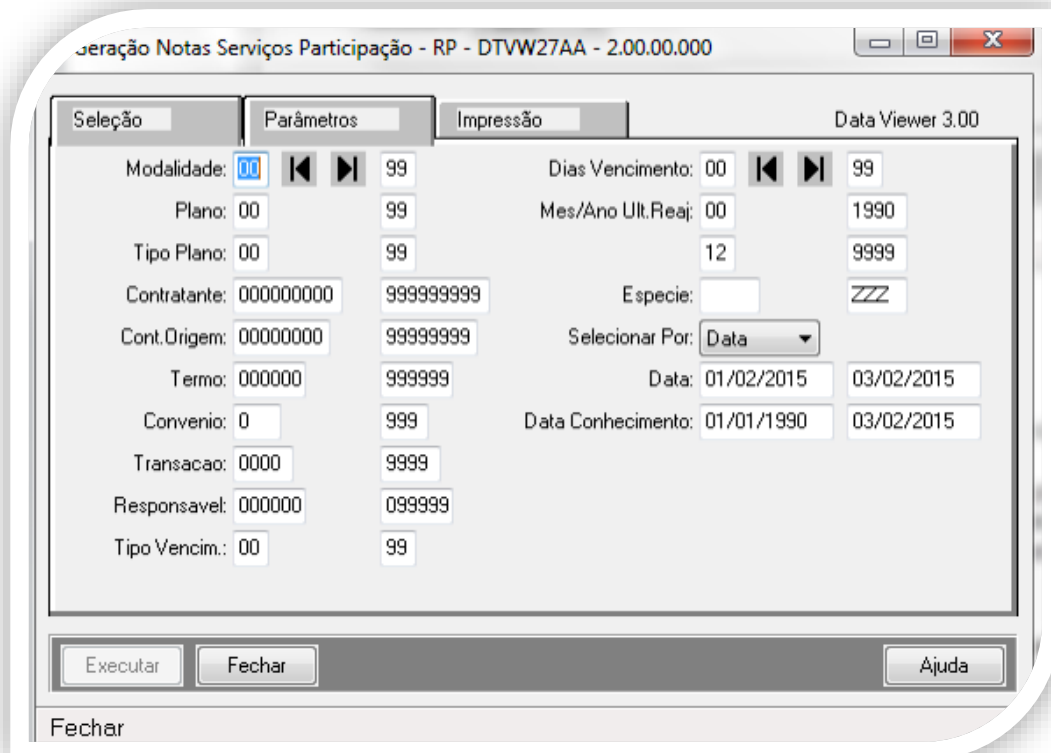 Geração Notas Serviços Participação - RP - DTVW27AA - 2.00.00.000
Seleção Parâmetros Impressão Data Viewer 3.00
Modalidade: 00 99 Dias Vencimento: 00 99
Plano: 00 99 Mes/Ano Ult.Reaj: 00 1990
Tipo Plano: 00 99 12 9999
Contratante: 000000000 999999999 Especie: ZZZ
Cont.Origem: 00000000 99999999 Selecionar Por: Data
Termo: 000000 999999 Data: 01/02/2015 03/02/2015
Convenio: 0 999 Data Conhecimento: 01/01/1990 03/02/2015
Transacao: 0000 9999
Responsavel: 000000 099999
Tipo Vencim.: 00 99
Executar Fechar Ajuda
Fechar